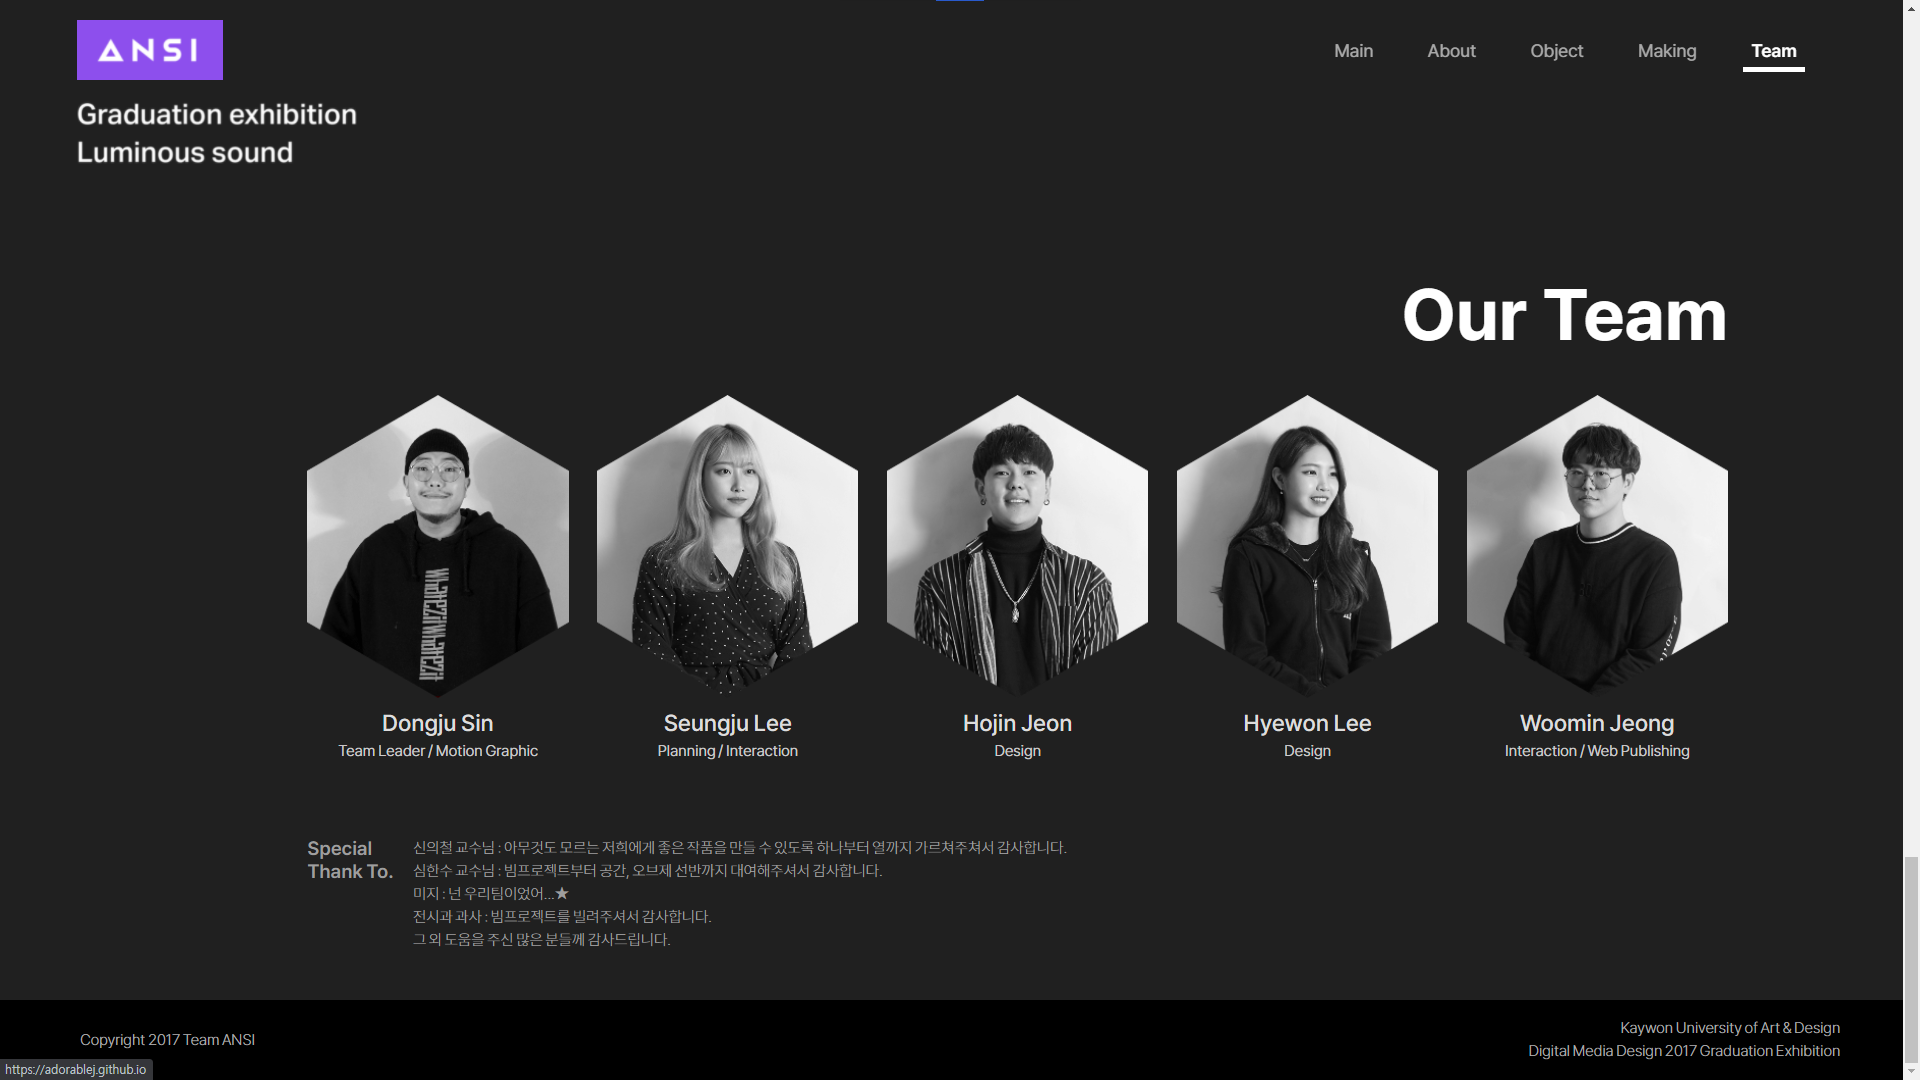 ANSI
Main About Object Making Team
Graduation exhibition
Luminous sound
Our Team
Dongju Sin
Team Leader / Motion Graphic
Seungju Lee
Planning / Interaction
Hojin Jeon
Design
Hyewon Lee
Design
Woomin Jeong
Interaction / Web Publishing
Special
Thank To.
신의철 교수님 : 아무것도 모르는 저희에게 좋은 작품을 만들 수 있도록 하나부터 열까지 가르쳐주쳐서 감사합니다.
심한수 교수님 : 빔프로젝트부터 공간, 오브제 선반까지 대여해주셔서 감사합니다.
미지 : 넌 우리팀이었어...★
전시과 과사 : 빔프로젝트를 빌려주셔서 감사합니다.
그 외 도움을 주신 많은 분들께 감사드립니다.
Copyright 2017 Team ANSI
Kaywon University of Art & Design
Digital Media Design 2017 Graduation Exhibition
https://adorablej.github.io